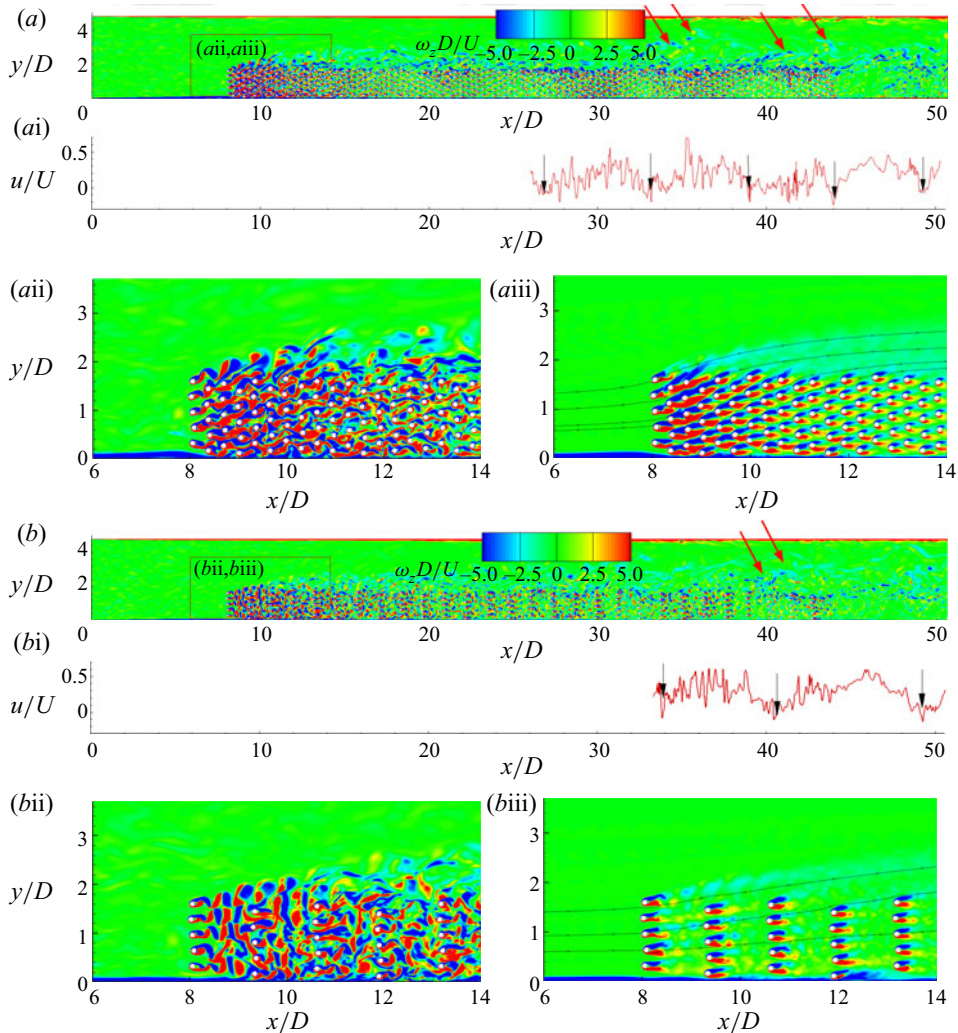 (a)
4
2
0
y/D
(aii,aiii)
ω_zD/U
−5.0 −2.5 0 2.5 5.0
0 10 20 30 40 50
x/D
(ai)
0.5
0
u/U
0 10 20 30 40 50
x/D
(aii) (aiii)
3 3
2 2
y/D
1 1
0 0
6 8 10 12 14 6 8 10 12 14
x/D x/D
(b)
4
2
0
y/D
(bii,biii)
ω_zD/U −5.0 −2.5 0 2.5 5.0
0 10 20 30 40 50
x/D
(bi)
0.5
0
u/U
0 10 20 30 40 50
x/D
(bii) (biii)
3 3
2 2
y/D
1 1
0 0
6 8 10 12 14 6 8 10 12 14
x/D x/D